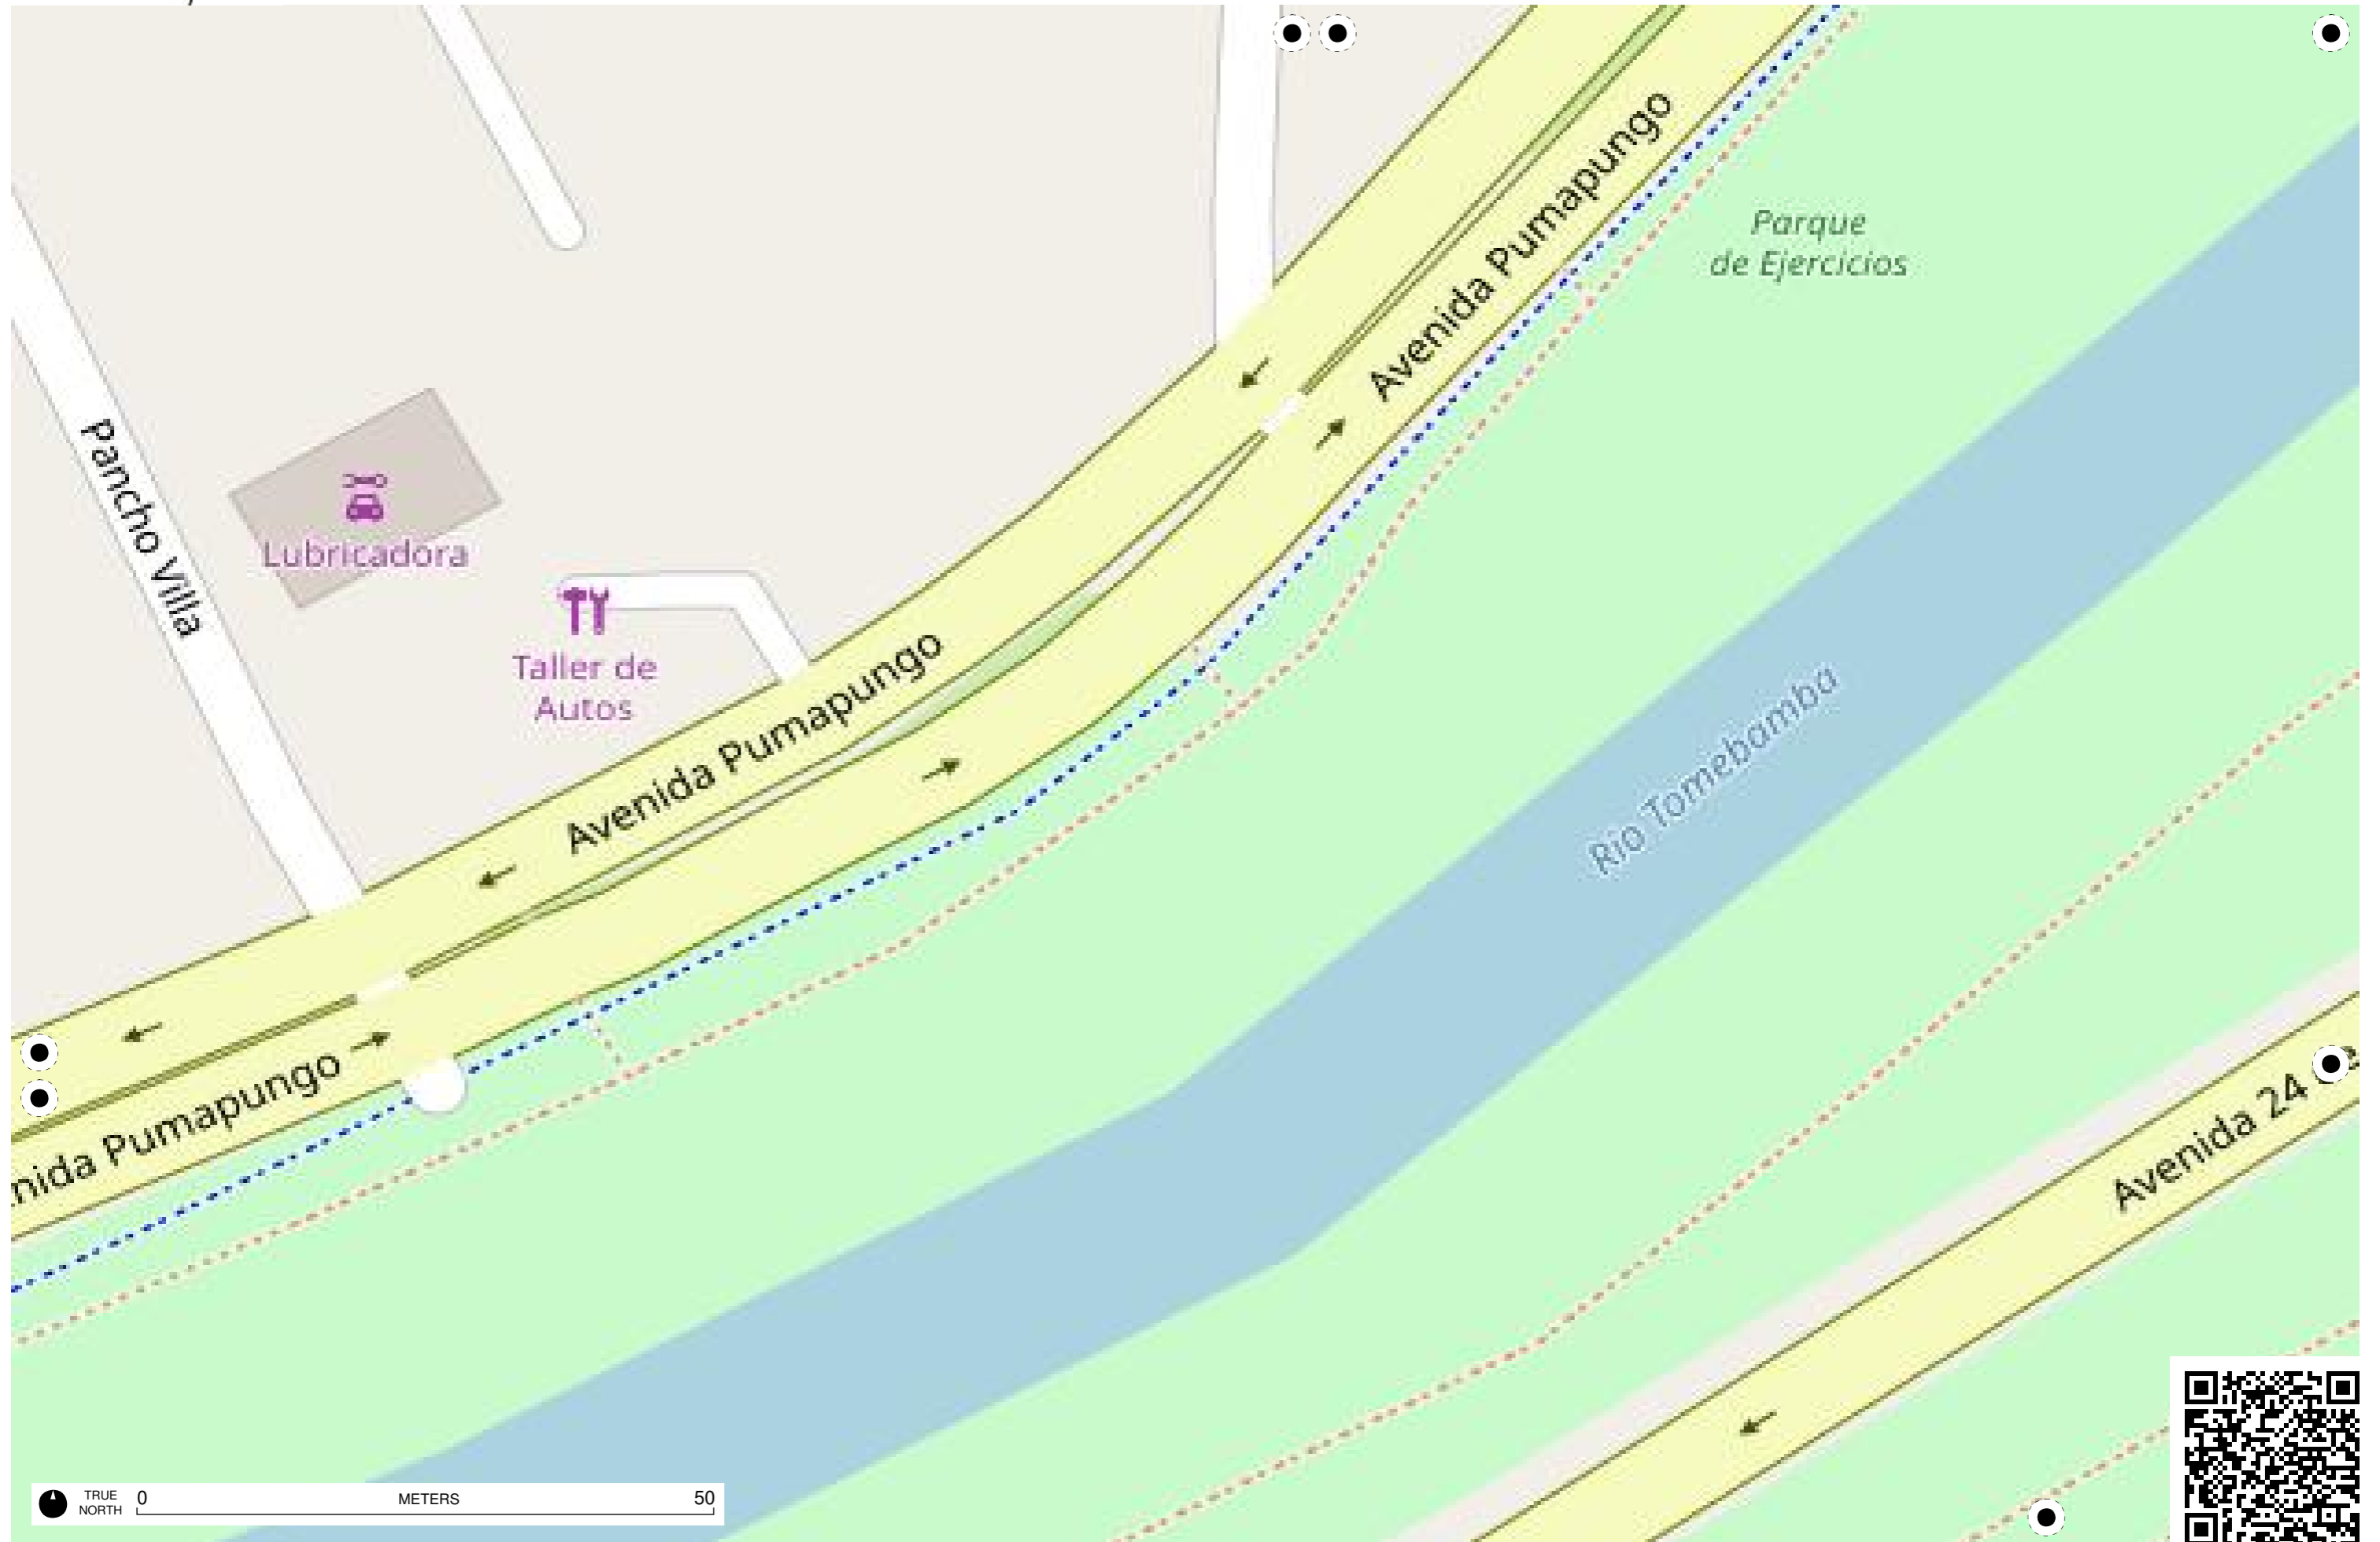 Avenida Pumapungo
Parque
de Ejercicios
Pancho Villa
Lubricadora
Taller de
Autos
Avenida Pumapungo
Río Tomebamba
nida Pumapungo
Avenida 24
TRUE
NORTH
0 METERS 50